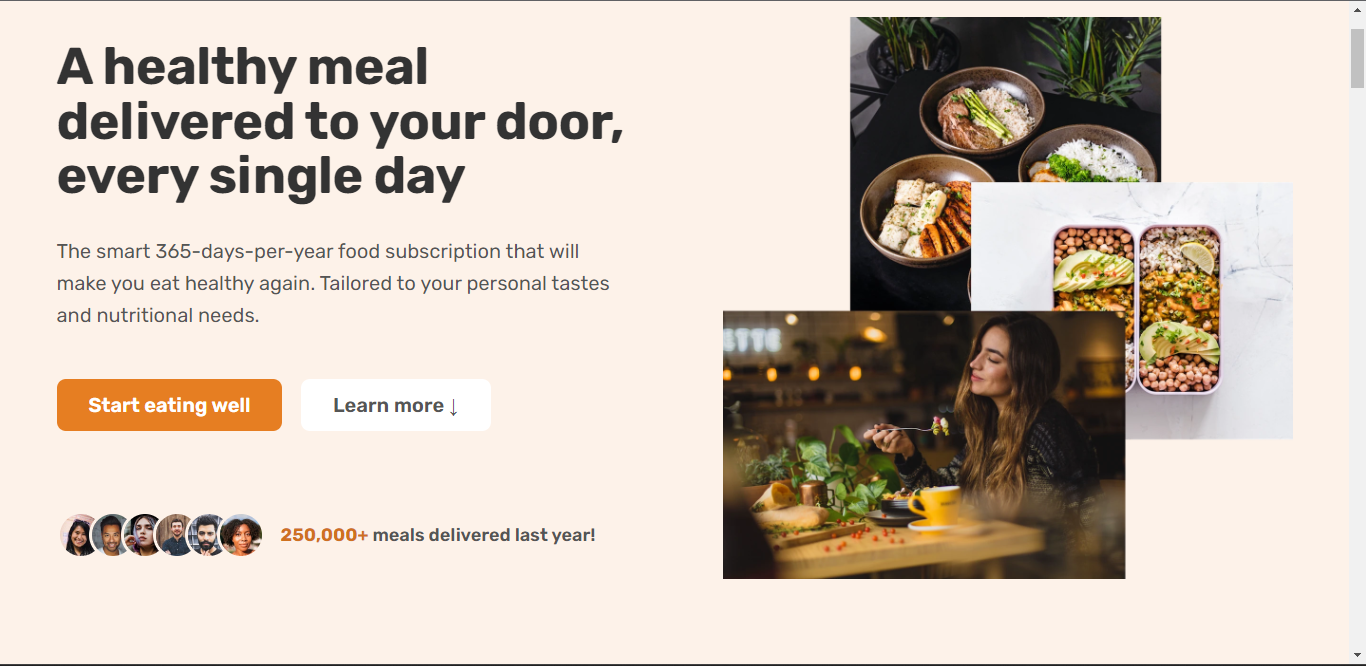 A healthy meal
delivered to your door,
every single day
The smart 365-days-per-year food subscription that will
make you eat healthy again. Tailored to your personal tastes
and nutritional needs.
Start eating well
Learn more ↓
250,000+ meals delivered last year!
ETTE